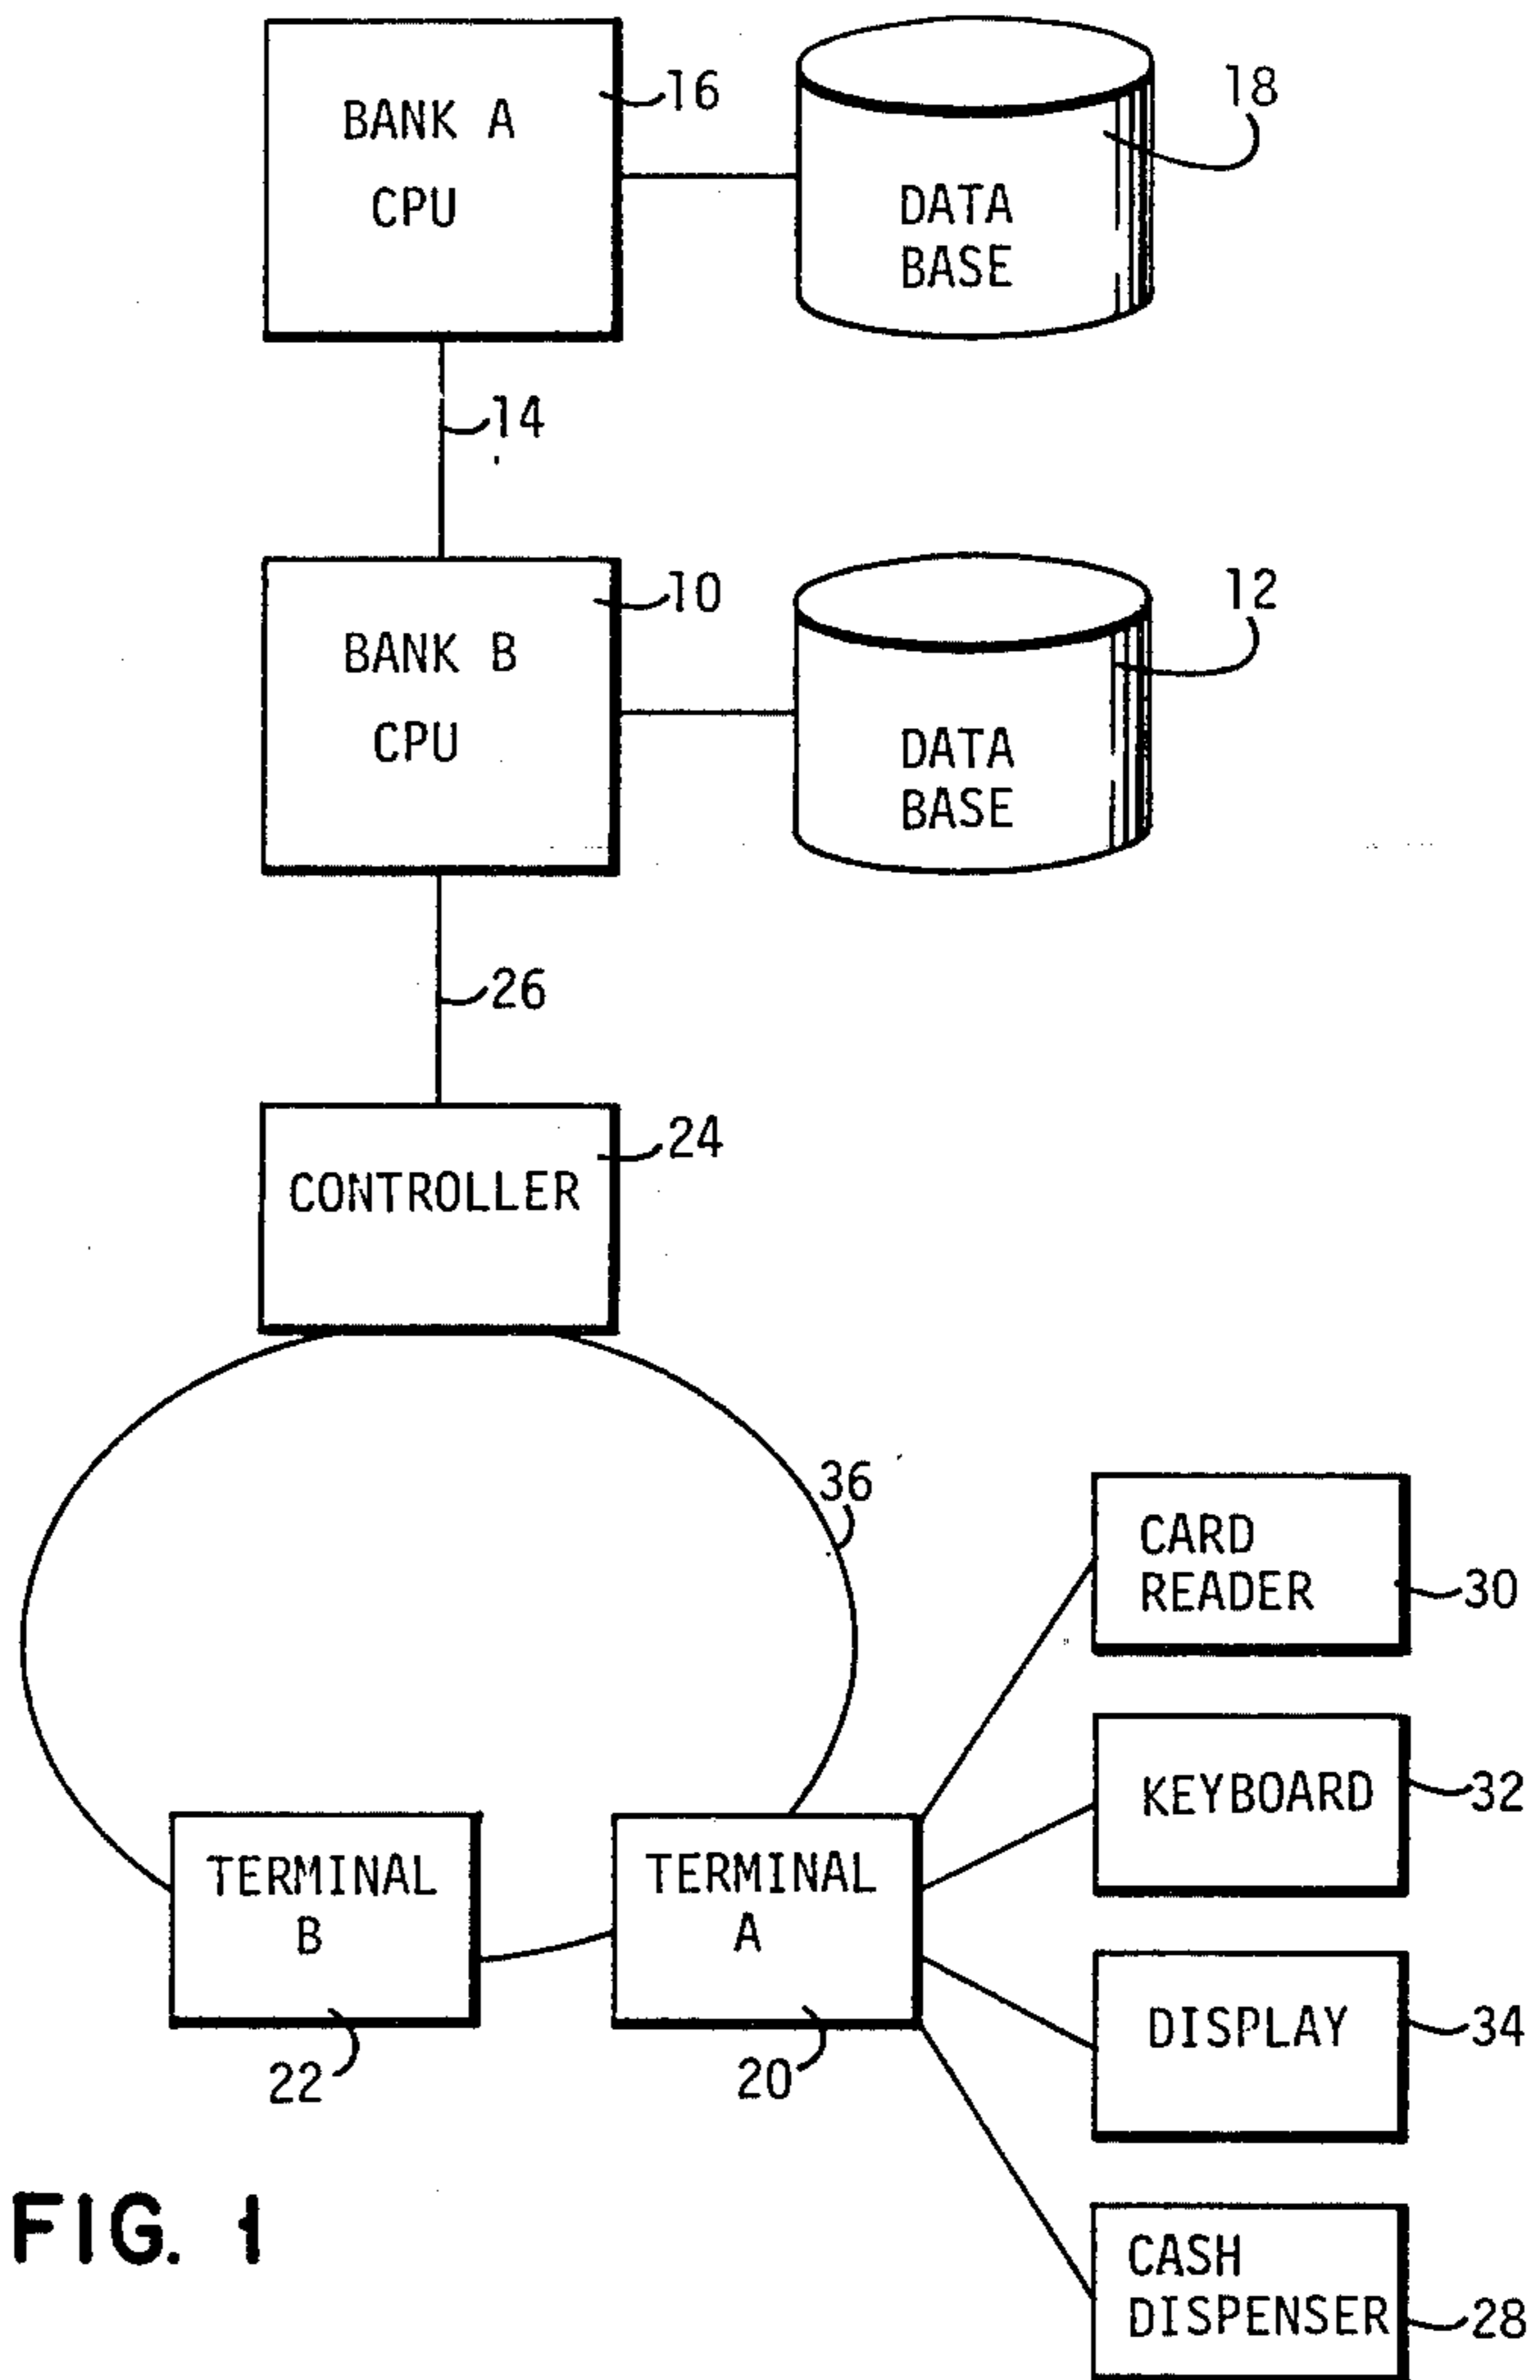 BANK A
CPU
16
DATA
BASE
18
14
BANK B
CPU
10
DATA
BASE
12
26
CONTROLLER
24
36
CARD
READER
30
KEYBOARD
32
TERMINAL
B
22
TERMINAL
A
20
DISPLAY
34
CASH
DISPENSER
28
FIG. 1